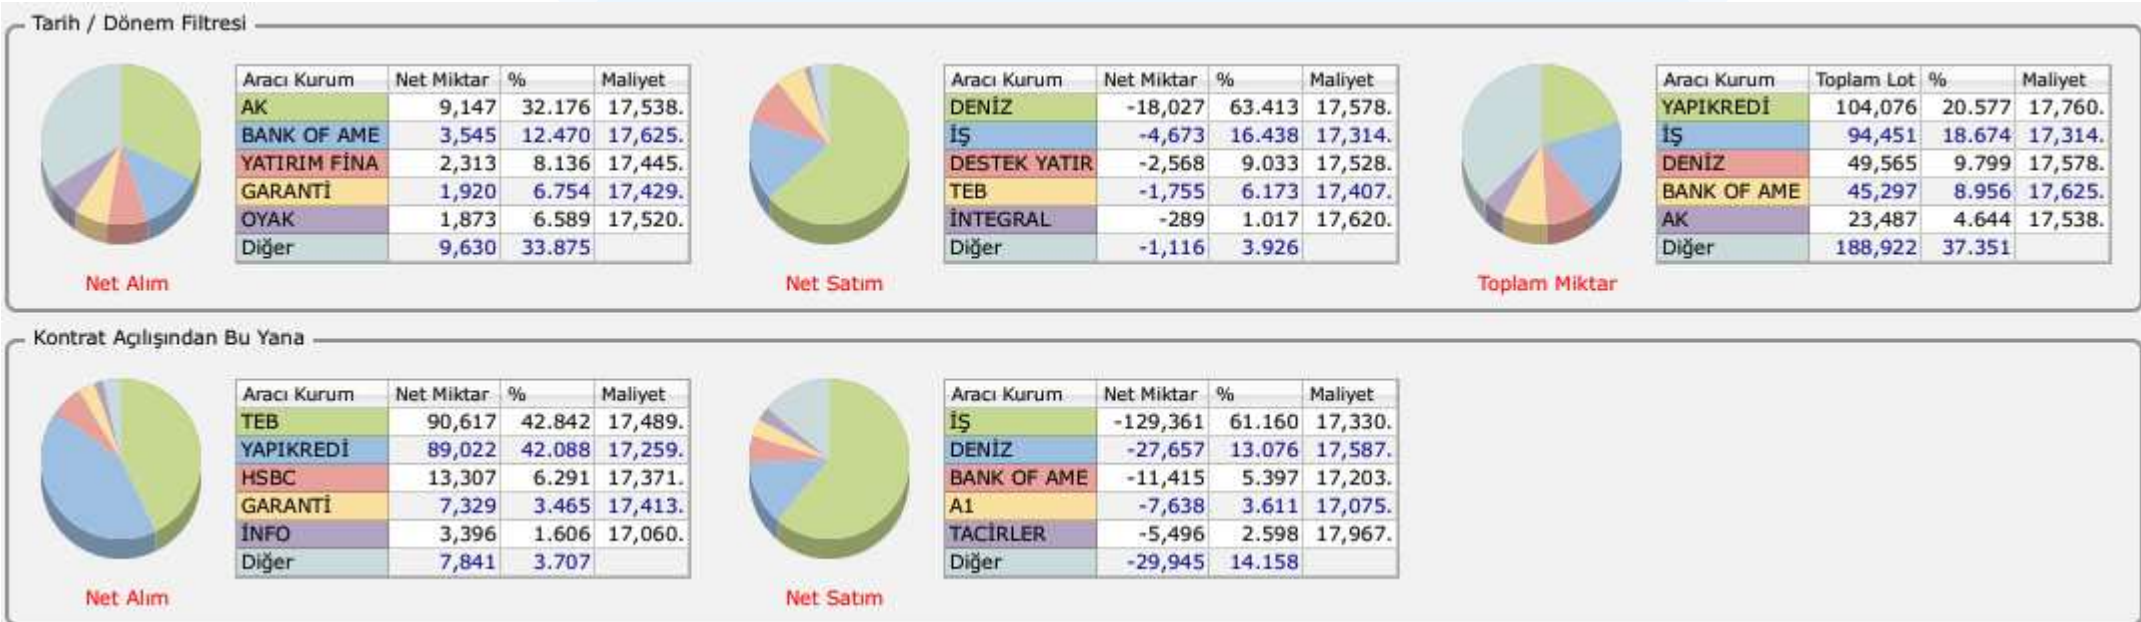 Tarih / Dönem Filtresi
Aracı Kurum Net Miktar % Maliyet
AK 9,147 32.176 17,538.
BANK OF AME 3,545 12.470 17,625.
YATIRIM FİNA 2,313 8.136 17,445.
GARANTİ 1,920 6.754 17,429.
OYAK 1,873 6.589 17,520.
Diğer 9,630 33.875
Net Alım
Aracı Kurum Net Miktar % Maliyet
DENİZ -18,027 63.413 17,578.
İŞ -4,673 16.438 17,314.
DESTEK YATIR -2,568 9.033 17,528.
TEB -1,755 6.173 17,407.
İNTEGRAL -289 1.017 17,620.
Diğer -1,116 3.926
Net Satım
Aracı Kurum Toplam Lot % Maliyet
YAPIKREDİ 104,076 20.577 17,760.
İŞ 94,451 18.674 17,314.
DENİZ 49,565 9.799 17,578.
BANK OF AME 45,297 8.956 17,625.
AK 23,487 4.644 17,538.
Diğer 188,922 37.351
Toplam Miktar
Kontrat Açılışından Bu Yana
Aracı Kurum Net Miktar % Maliyet
TEB 90,617 42.842 17,489.
YAPIKREDİ 89,022 42.088 17,259.
HSBC 13,307 6.291 17,371.
GARANTİ 7,329 3.465 17,413.
İNFO 3,396 1.606 17,060.
Diğer 7,841 3.707
Net Alım
Aracı Kurum Net Miktar % Maliyet
İŞ -129,361 61.160 17,330.
DENİZ -27,657 13.076 17,587.
BANK OF AME -11,415 5.397 17,203.
A1 -7,638 3.611 17,075.
TACİRLER -5,496 2.598 17,967.
Diğer -29,945 14.158
Net Satım